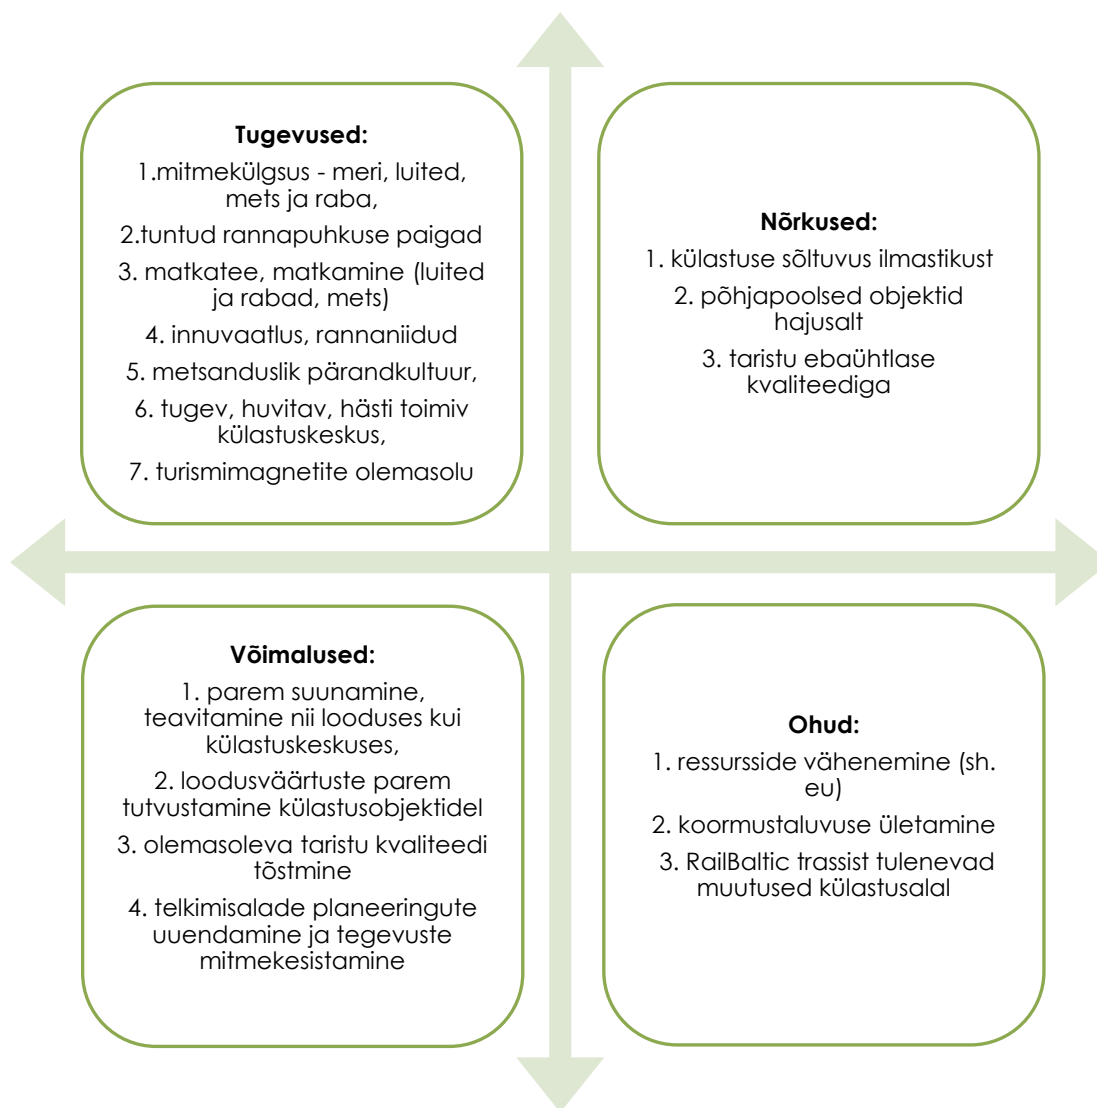 Tugevused:
1.mitmekülgsus - meri, luited,
mets ja raba,
2.tuntud rannapuhkuse paigad
3. matkatee, matkamine (luited
ja rabad, mets)
4. innuvaatlus, rannaniidud
5. metsanduslik pärandkultuur,
6. tugev, huvitav, hästi toimiv
külastuskeskus,
7. turismimagnetite olemasolu
Nõrkused:
1. külastuse sõltuvus ilmastikust
2. põhjapoolsed objektid
hajusalt
3. taristu ebaühtlase
kvaliteediga
Võimalused:
1. parem suunamine,
teavitamine nii looduses kui
külastuskeskuses,
2. loodusväärtuste parem
tutvustamine külastusobjektidel
3. olemasoleva taristu kvaliteedi
tõstmine
4. telkimisalade planeeringute
uuendamine ja tegevuste
mitmekesistamine
Ohud:
1. ressursside vähenemine (sh.
eu)
2. koormustaluvuse ületamine
3. RailBaltic trassist tulenevad
muutused külastusalal